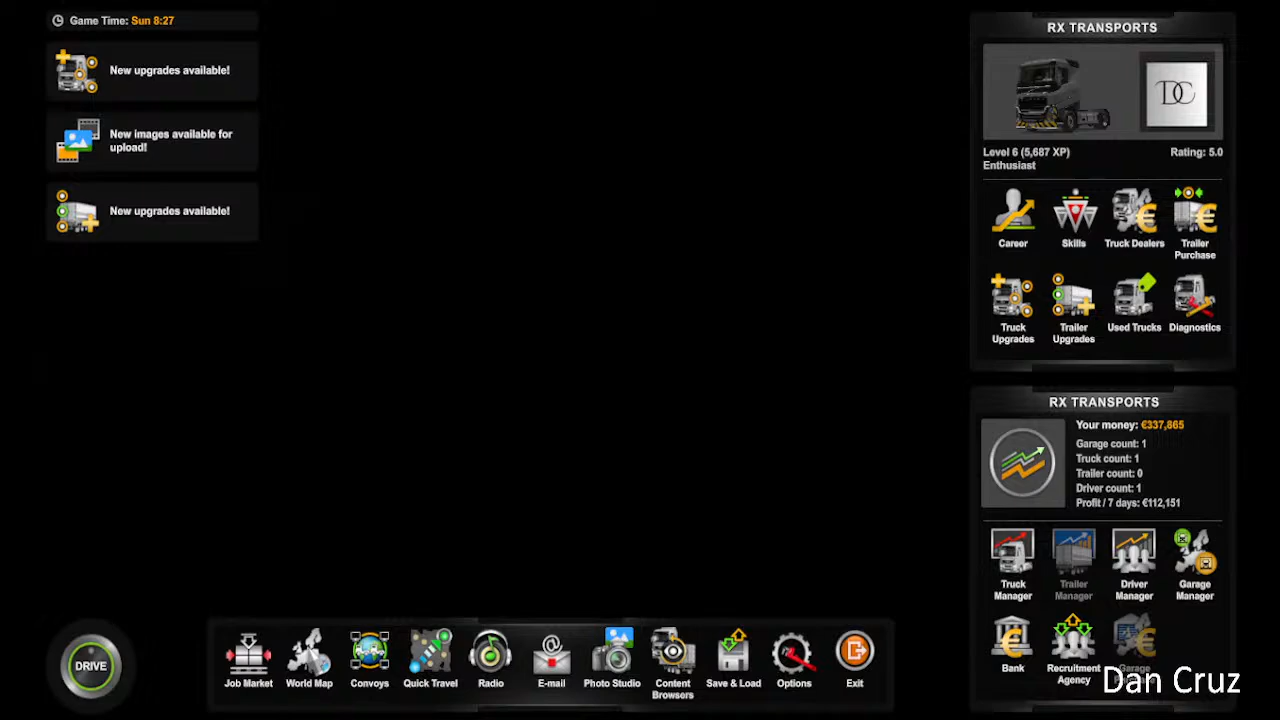 Game Time: Sun 8:27
New upgrades available!
New images available for
upload!
New upgrades available!
RX TRANSPORTS
DC
Level 6 (5,687 XP)
Rating: 5.0
Enthusiast
Career
Skills
Truck Dealers
Trailer
Purchase
Truck
Upgrades
Trailer
Upgrades
Used Trucks
Diagnostics
RX TRANSPORTS
Your money: €337,865
Garage count: 1
Truck count: 1
Trailer count: 0
Driver count: 1
Profit / 7 days: €112,151
Truck
Manager
Trailer
Manager
Driver
Manager
Garage
Manager
Bank
Recruitment
Agency
Garage
DRIVE
Job Market
World Map
Convoys
Quick Travel
Radio
E-mail
Photo Studio
Content
Browsers
Save & Load
Options
Exit
Dan Cruz